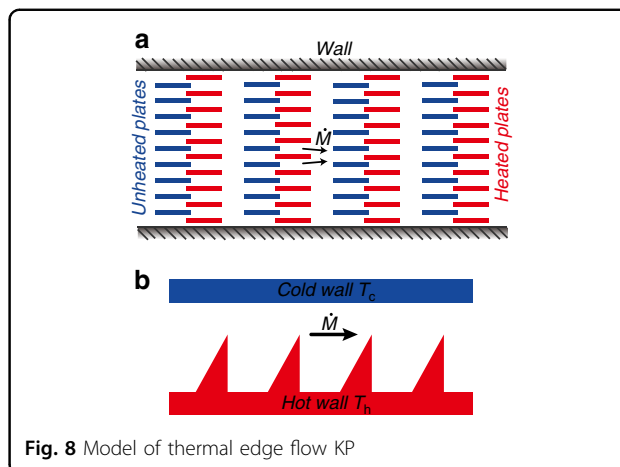 a
Wall
Unheated plates
Ṁ
Heated plates
b
Cold wall T_c
Ṁ
Hot wall T_h
Fig. 8 Model of thermal edge flow KP